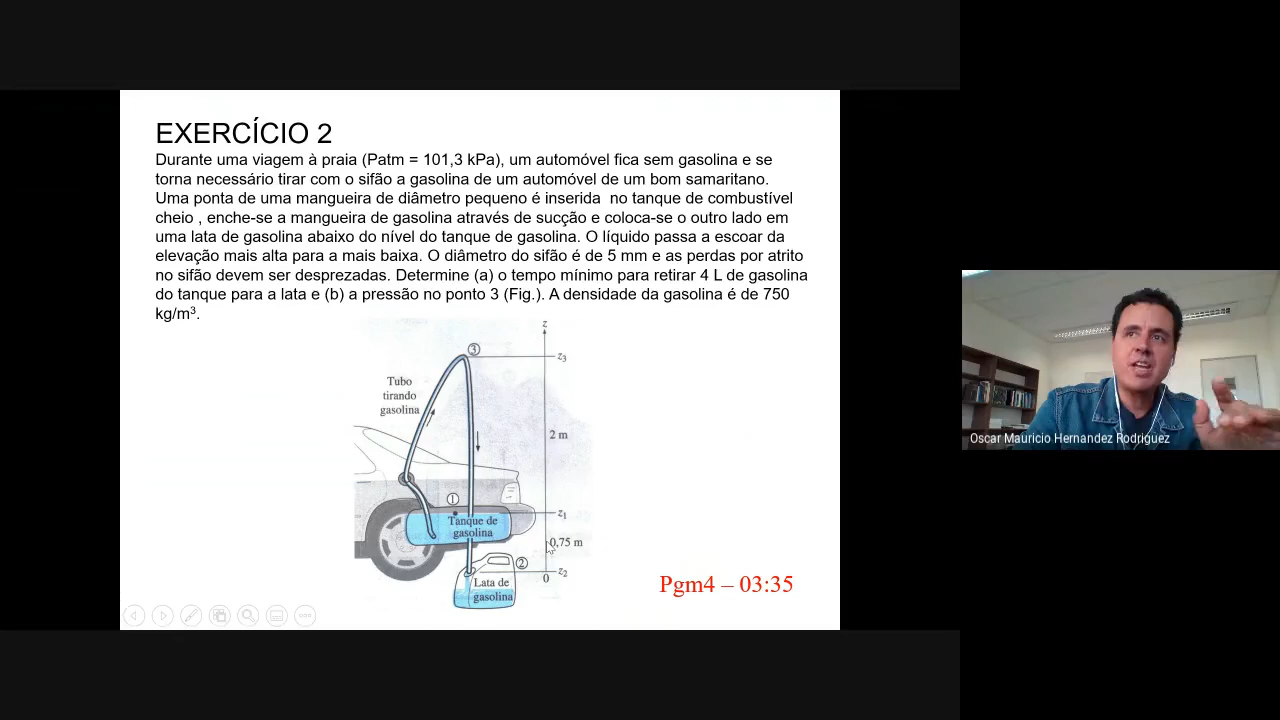 EXERCÍCIO 2
Durante uma viagem à praia (Patm = 101,3 kPa), um automóvel fica sem gasolina e se
torna necessário tirar com o sifão a gasolina de um automóvel de um bom samaritano.
Uma ponta de uma mangueira de diâmetro pequeno é inserida  no tanque de combustível
cheio , enche-se a mangueira de gasolina através de sucção e coloca-se o outro lado em
uma lata de gasolina abaixo do nível do tanque de gasolina. O líquido passa a escoar da
elevação mais alta para a mais baixa. O diâmetro do sifão é de 5 mm e as perdas por atrito
no sifão devem ser desprezadas. Determine (a) o tempo mínimo para retirar 4 L de gasolina
do tanque para a lata e (b) a pressão no ponto 3 (Fig.). A densidade da gasolina é de 750
kg/m³.
z
③
z₃
Tubo
tirando
gasolina
2 m
①
z₁
Tanque de
gasolina
0,75 m
②
z₂
0
Lata de
gasolina
Pgm4 – 03:35
Oscar Mauricio Hernandez Rodriguez